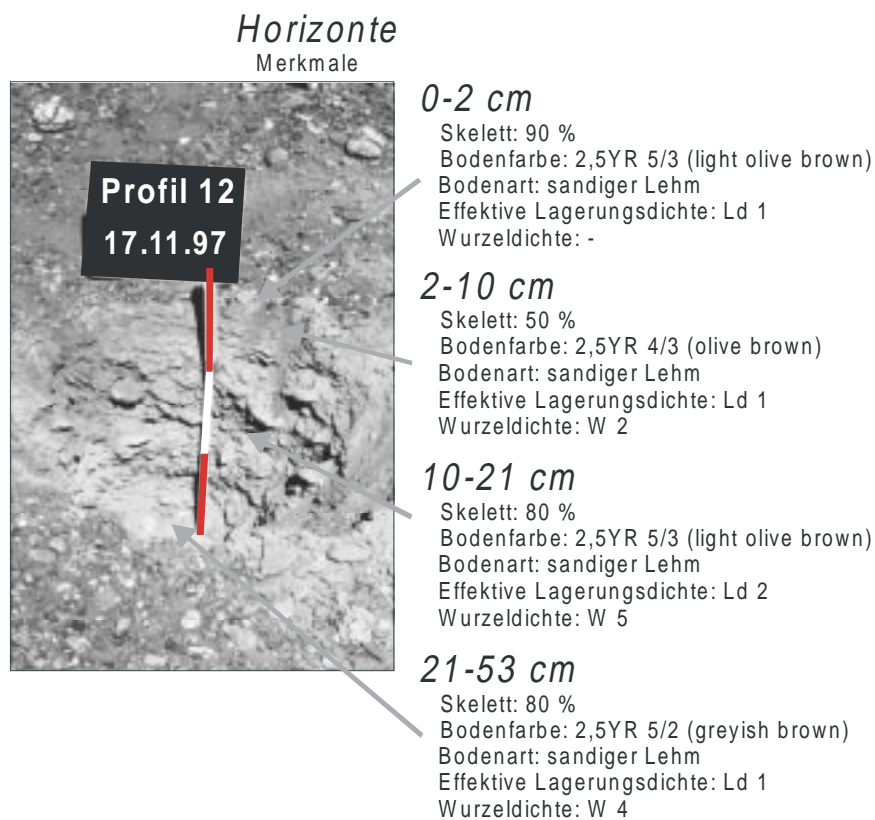 Horizonte
Merkmale
Profil 12
17.11.97
0-2 cm
Skelett: 90 %
Bodenfarbe: 2,5YR 5/3 (light olive brown)
Bodenart: sandiger Lehm
Effektive Lagerungsdichte: Ld 1
Wurzeldichte: -
2-10 cm
Skelett: 50 %
Bodenfarbe: 2,5YR 4/3 (olive brown)
Bodenart: sandiger Lehm
Effektive Lagerungsdichte: Ld 1
Wurzeldichte: W 2
10-21 cm
Skelett: 80 %
Bodenfarbe: 2,5YR 5/3 (light olive brown)
Bodenart: sandiger Lehm
Effektive Lagerungsdichte: Ld 2
Wurzeldichte: W 5
21-53 cm
Skelett: 80 %
Bodenfarbe: 2,5YR 5/2 (greyish brown)
Bodenart: sandiger Lehm
Effektive Lagerungsdichte: Ld 1
Wurzeldichte: W 4